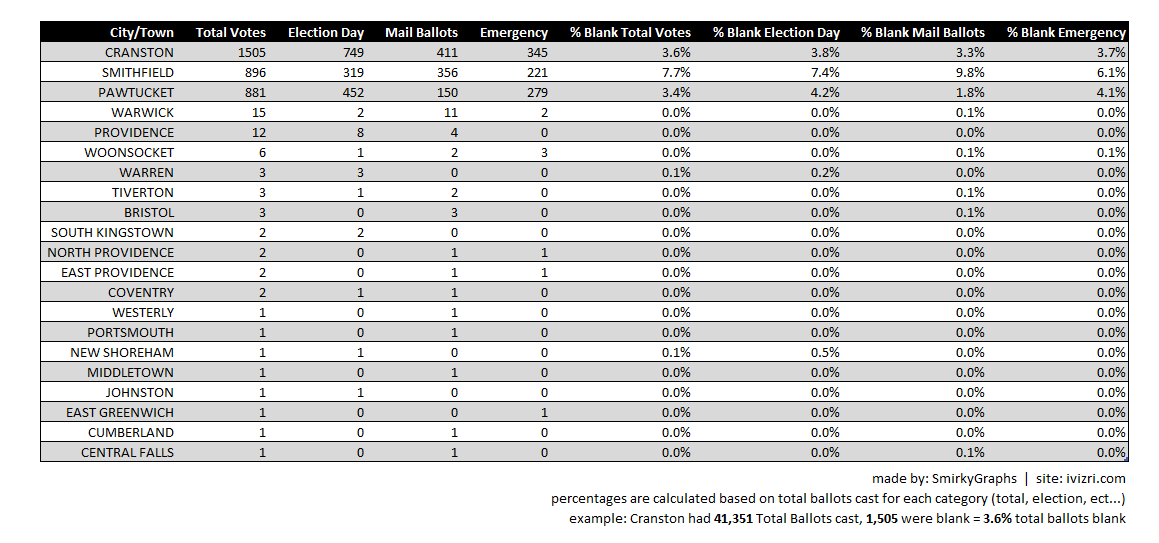 City/Town Total Votes Election Day Mail Ballots Emergency % Blank Total Votes % Blank Election Day % Blank Mail Ballots % Blank Emergency
CRANSTON 1505 749 411 345 3.6% 3.8% 3.3% 3.7%
SMITHFIELD 896 319 356 221 7.7% 7.4% 9.8% 6.1%
PAWTUCKET 881 452 150 279 3.4% 4.2% 1.8% 4.1%
WARWICK 15 2 11 2 0.0% 0.0% 0.1% 0.0%
PROVIDENCE 12 8 4 0 0.0% 0.0% 0.0% 0.0%
WOONSOCKET 6 1 2 3 0.0% 0.0% 0.1% 0.1%
WARREN 3 3 0 0 0.1% 0.2% 0.0% 0.0%
TIVERTON 3 1 2 0 0.0% 0.0% 0.1% 0.0%
BRISTOL 3 0 3 0 0.0% 0.0% 0.1% 0.0%
SOUTH KINGSTOWN 2 2 0 0 0.0% 0.0% 0.0% 0.0%
NORTH PROVIDENCE 2 0 1 1 0.0% 0.0% 0.0% 0.0%
EAST PROVIDENCE 2 0 1 1 0.0% 0.0% 0.0% 0.0%
COVENTRY 2 1 1 0 0.0% 0.0% 0.0% 0.0%
WESTERLY 1 0 1 0 0.0% 0.0% 0.0% 0.0%
PORTSMOUTH 1 0 1 0 0.0% 0.0% 0.0% 0.0%
NEW SHOREHAM 1 1 0 0 0.1% 0.5% 0.0% 0.0%
MIDDLETOWN 1 0 1 0 0.0% 0.0% 0.0% 0.0%
JOHNSTON 1 1 0 0 0.0% 0.0% 0.0% 0.0%
EAST GREENWICH 1 0 0 1 0.0% 0.0% 0.0% 0.0%
CUMBERLAND 1 0 1 0 0.0% 0.0% 0.0% 0.0%
CENTRAL FALLS 1 0 1 0 0.0% 0.0% 0.1% 0.0%
made by: SmirkyGraphs | site: ivizri.com
percentages are calculated based on total ballots cast for each category (total, election, ect...)
example: Cranston had 41,351 Total Ballots cast, 1,505 were blank = 3.6% total ballots blank